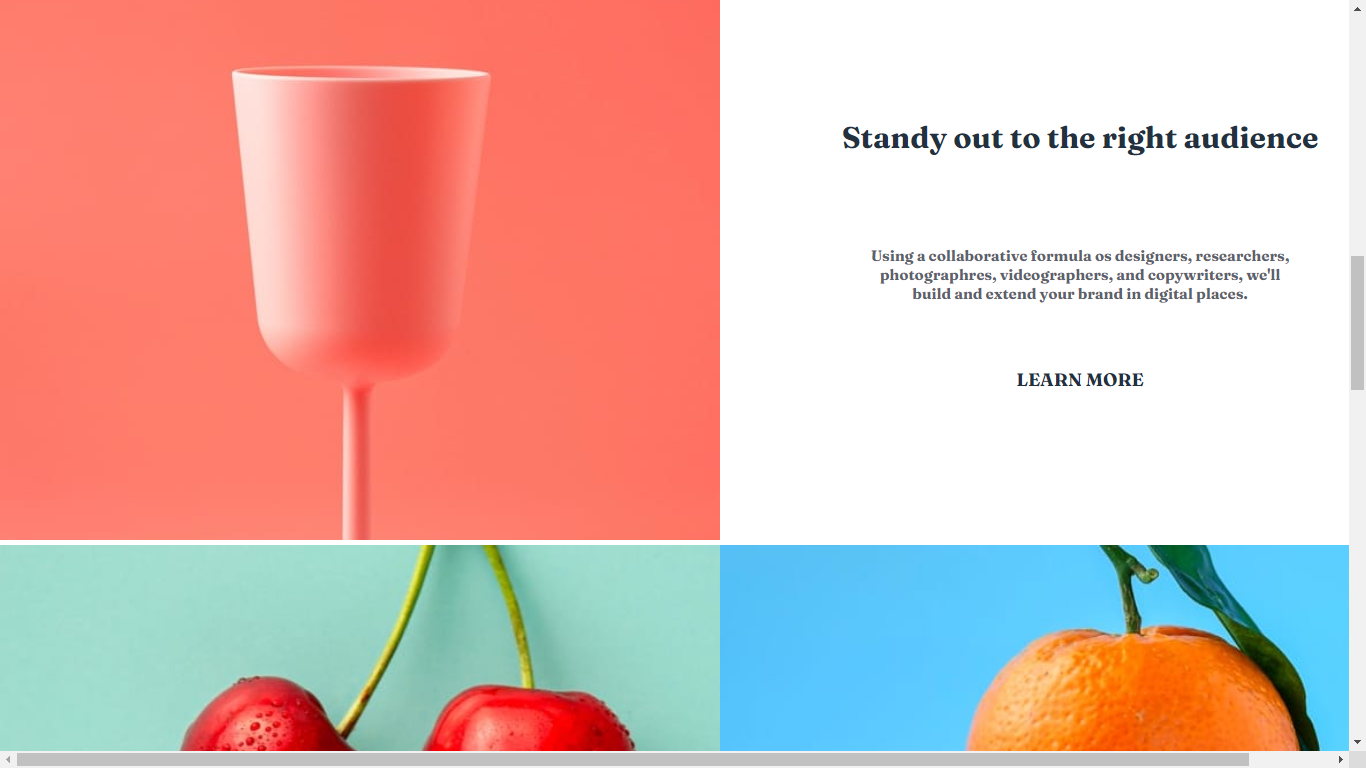 Standy out to the right audience
Using a collaborative formula os designers, researchers,
photographres, videographers, and copywriters, we'll
build and extend your brand in digital places.
LEARN MORE